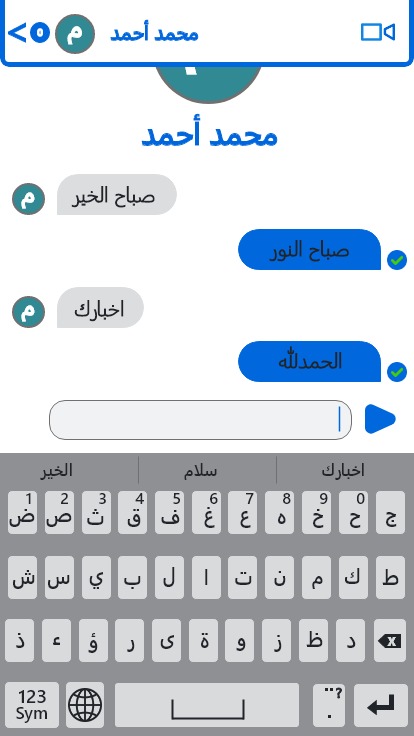 0 م محمد أحمد
م
محمد أحمد
م صباح الخير
صباح النور
م اخبارك
الحمدلله
الخير سلام اخبارك
1 2 3 4 5 6 7 8 9 0
ض ص ث ق ف غ ع ه خ ح ج
ش س ي ب ل ا ت ن م ك ط
ذ ء ؤ ر ى ة و ز ظ د X
123
Sym
¨ ?
.